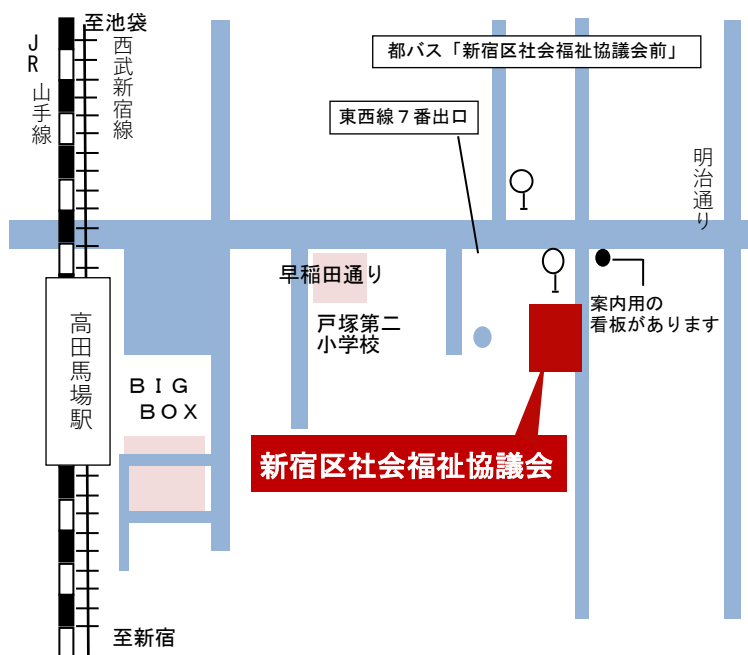 至池袋
JR
山手線
西武新宿線
都バス「新宿区社会福祉協議会前」
東西線７番出口
明治通り
早稲田通り
案内用の
看板があります
戸塚第二
小学校
高田馬場駅
ＢＩＧ
ＢＯＸ
新宿区社会福祉協議会
至新宿